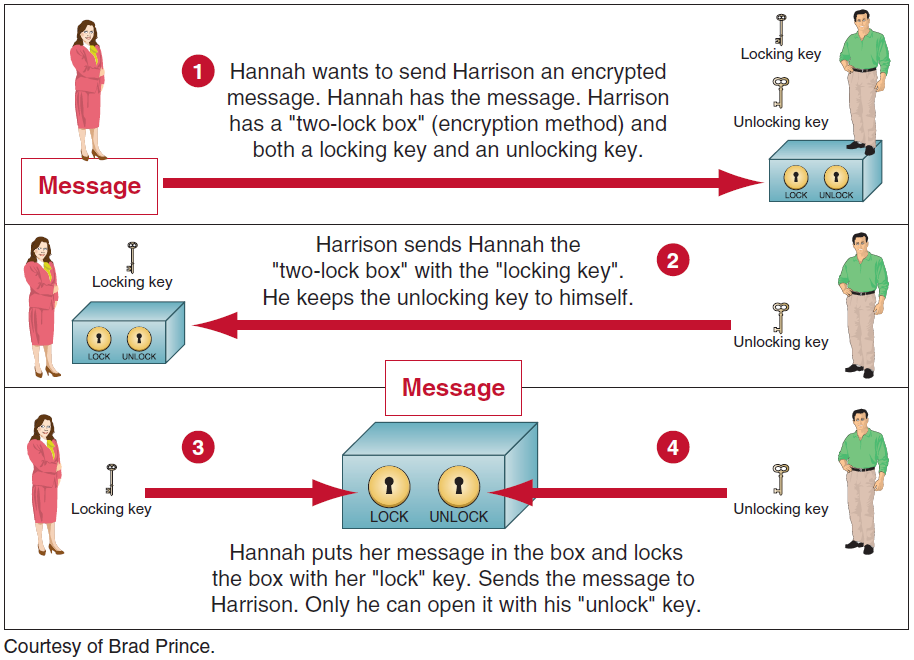 1
Hannah wants to send Harrison an encrypted
message. Hannah has the message. Harrison
has a "two-lock box" (encryption method) and
both a locking key and an unlocking key.
Message
Locking key
Unlocking key
LOCK UNLOCK
Locking key
LOCK UNLOCK
Harrison sends Hannah the
"two-lock box" with the "locking key".
He keeps the unlocking key to himself.
2
Unlocking key
Message
3
Locking key
LOCK UNLOCK
4
Unlocking key
Hannah puts her message in the box and locks
the box with her "lock" key. Sends the message to
Harrison. Only he can open it with his "unlock" key.
Courtesy of Brad Prince.